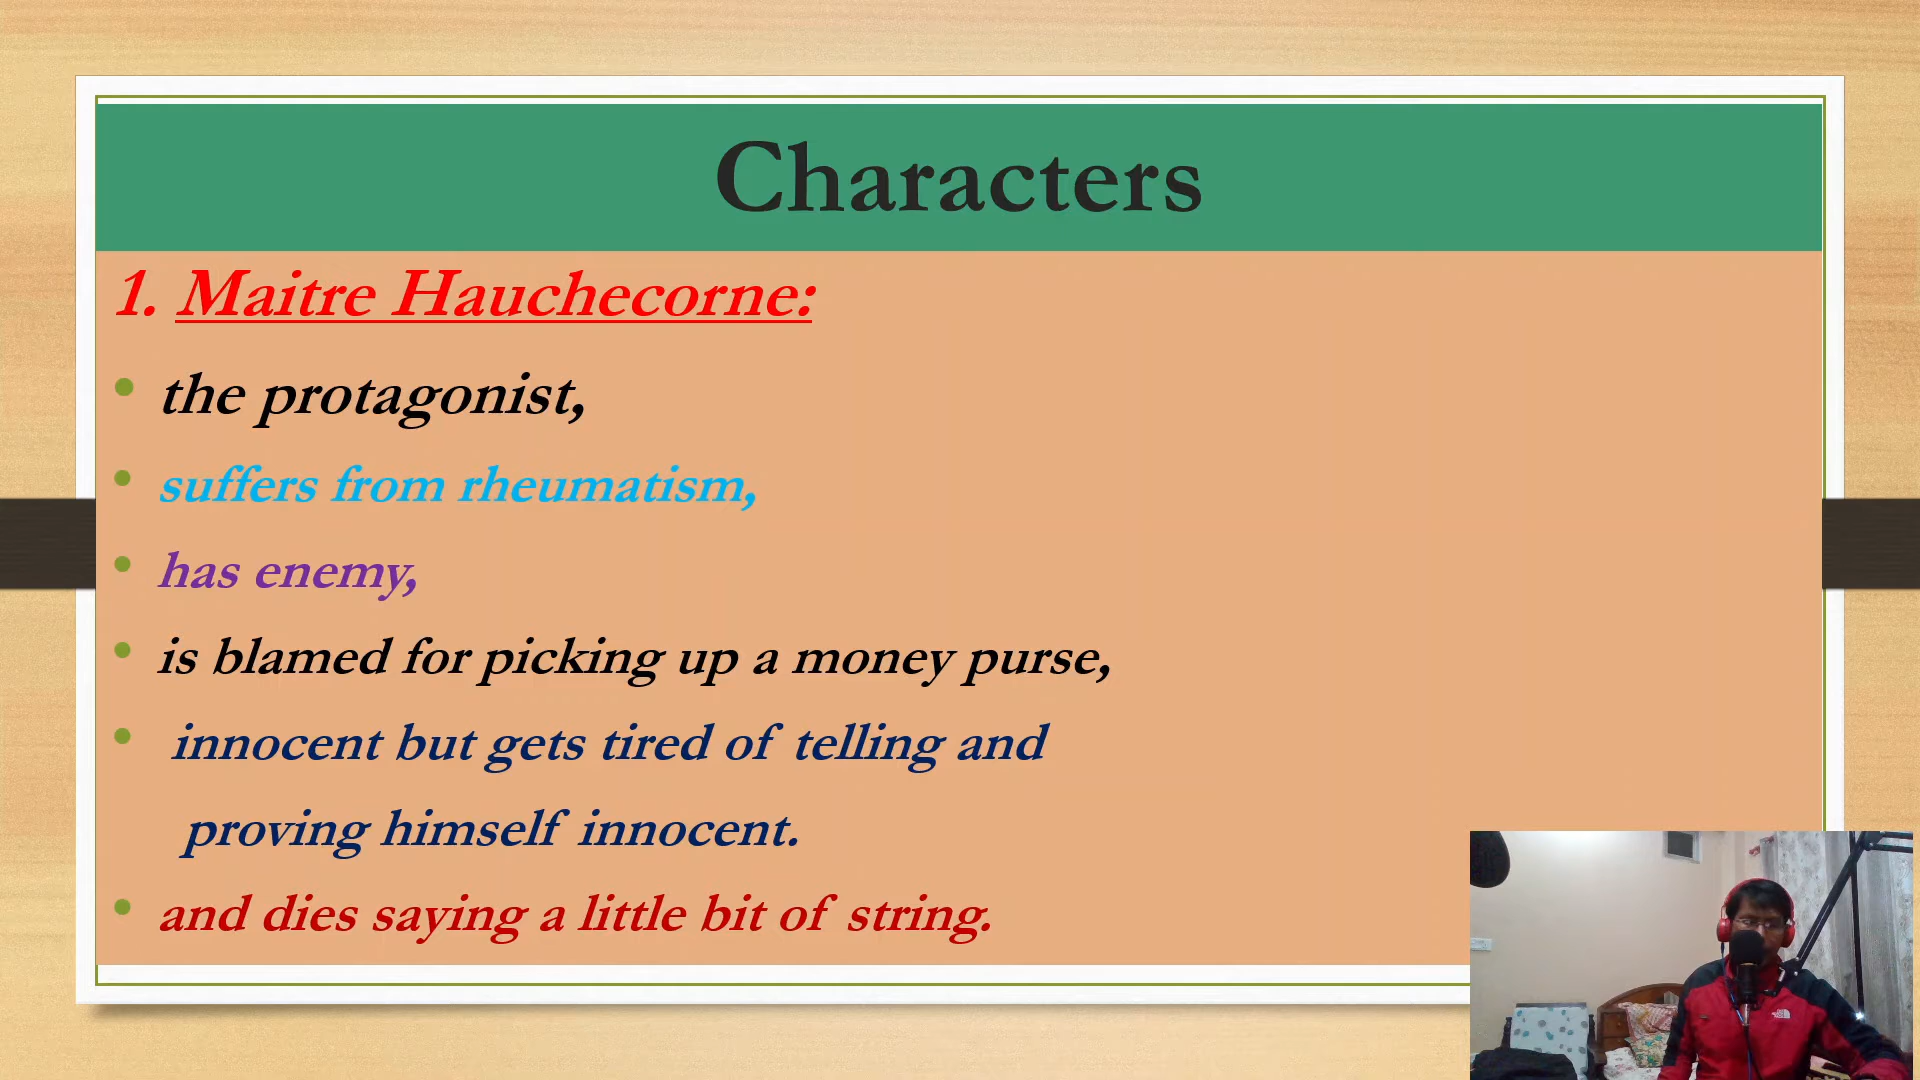 Characters
1. Maitre Hauchecorne:
• the protagonist,
• suffers from rheumatism,
• has enemy,
• is blamed for picking up a money purse,
• innocent but gets tired of telling and
proving himself innocent.
• and dies saying a little bit of string.